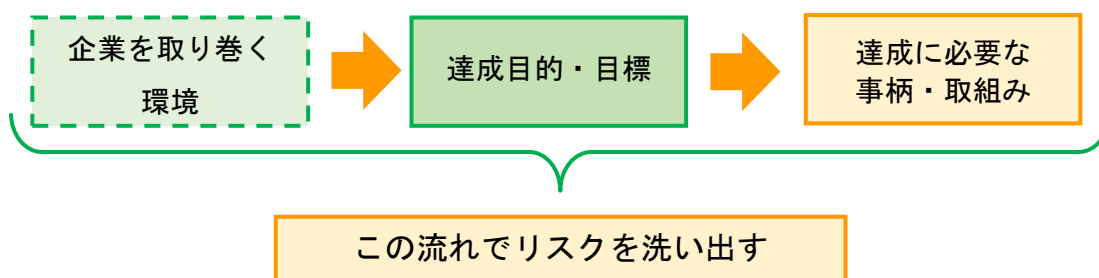 企業を取り巻く
環境
達成目的・目標
達成に必要な
事柄・取組み
この流れでリスクを洗い出す